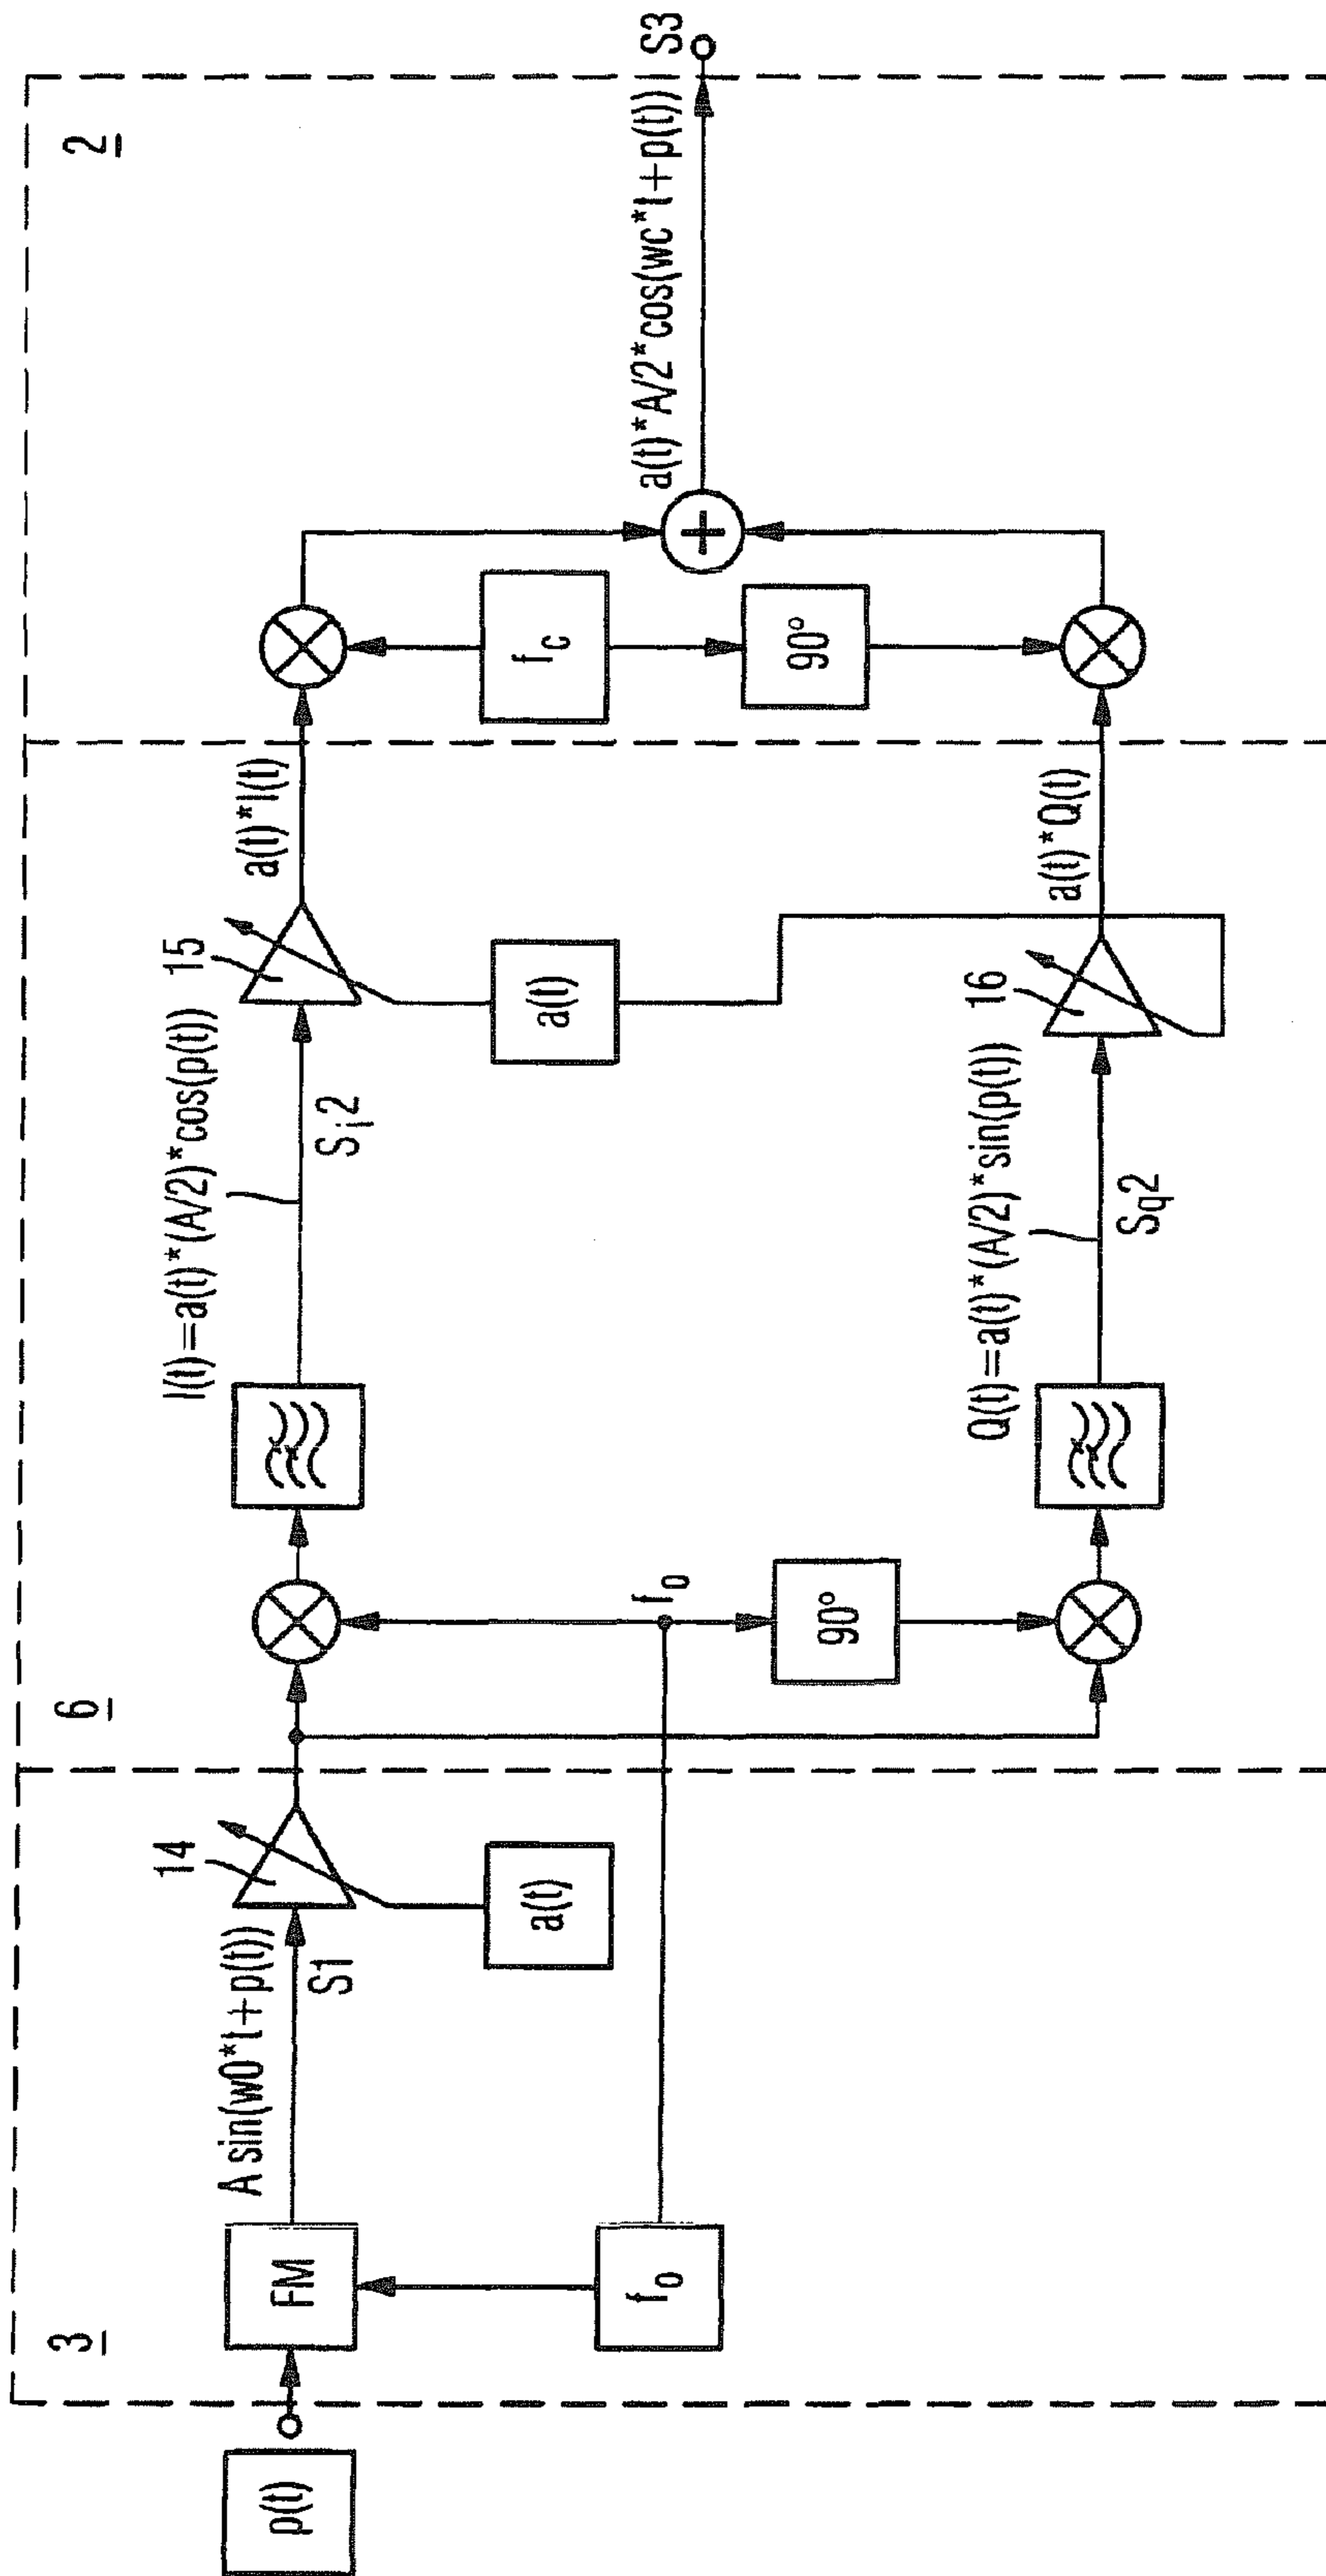 p(t)
3
FM
f0
A sin(w0*t+p(t))
S1
14
a(t)
6
f0
90°
I(t)=a(t)*(A/2)*cos(p(t))
Si2
15
a(t)
a(t)*I(t)
Q(t)=a(t)*(A/2)*sin(p(t))
Sq2
16
a(t)*Q(t)
2
fc
90°
+
a(t)*A/2*cos(wc*t+p(t))
S3